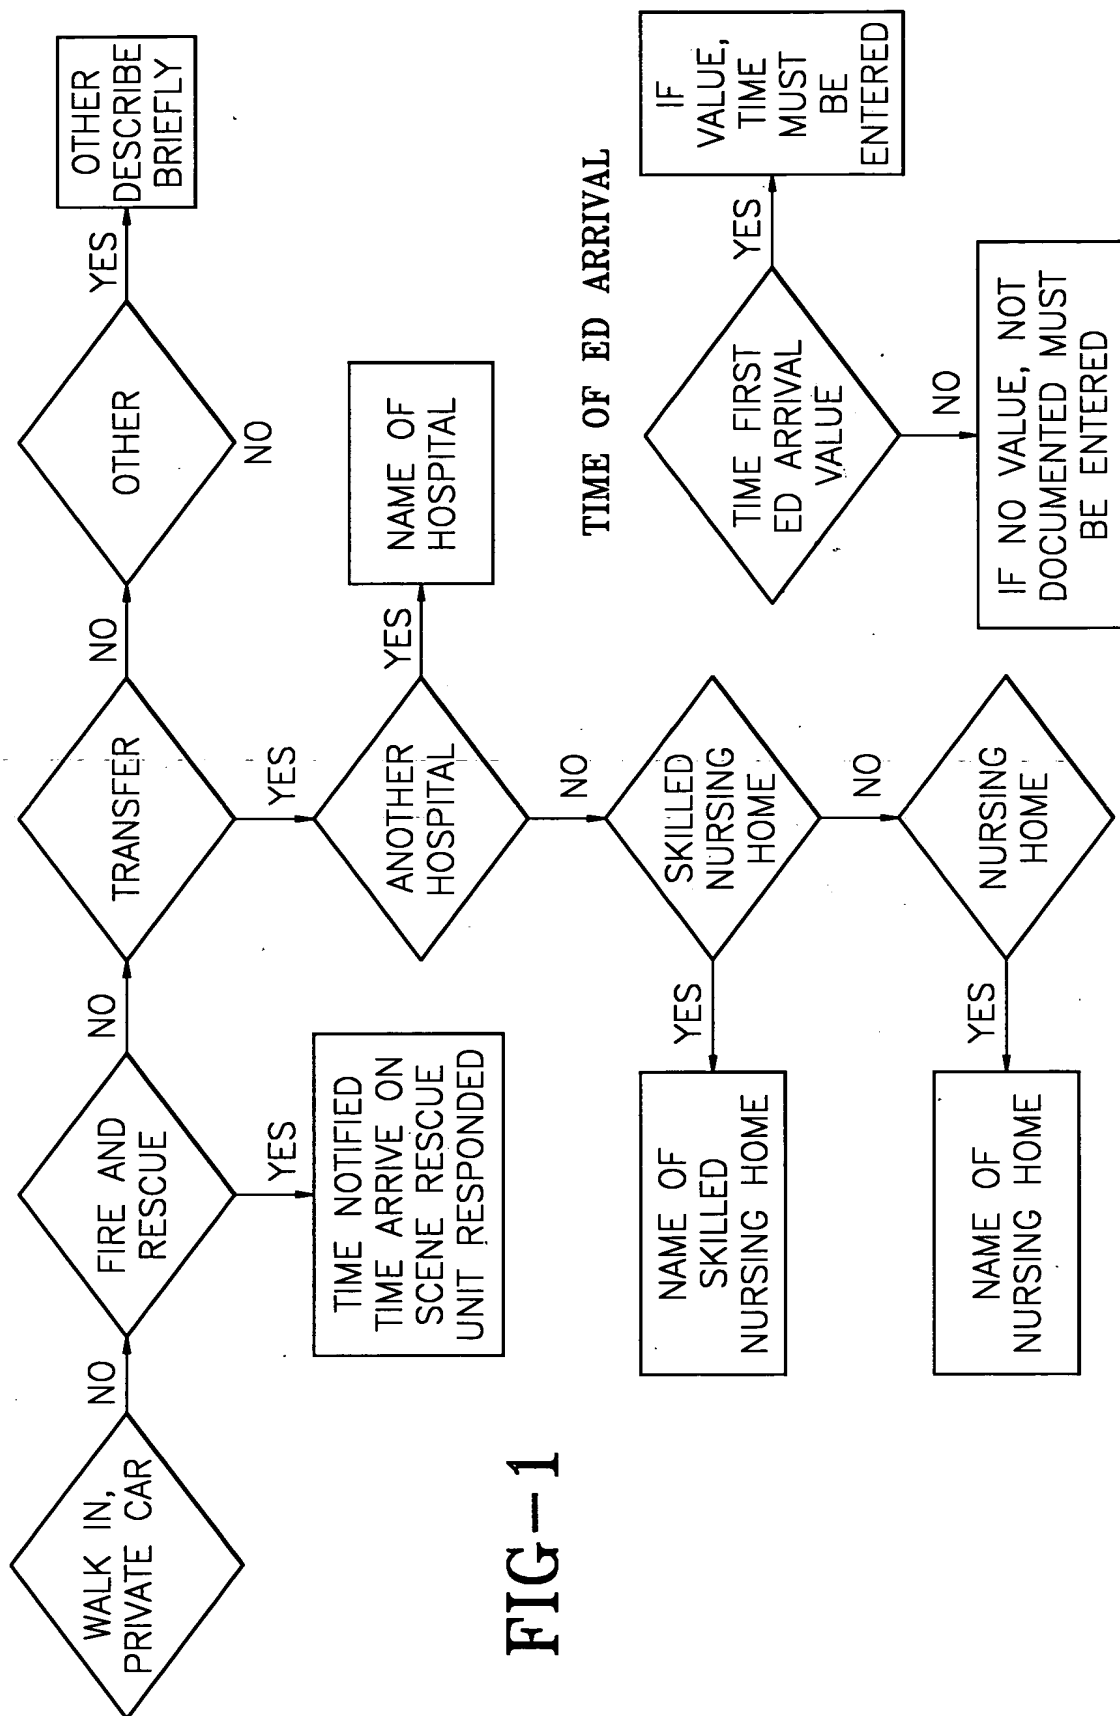 WALK IN,
PRIVATE CAR
NO
FIRE AND
RESCUE
NO
TRANSFER
NO
OTHER
YES
OTHER
DESCRIBE
BRIEFLY
NO
YES
TIME NOTIFIED
TIME ARRIVE ON
SCENE RESCUE
UNIT RESPONDED
YES
ANOTHER
HOSPITAL
YES
NAME OF
HOSPITAL
NO
SKILLED
NURSING
HOME
YES
NAME OF
SKILLED
NURSING HOME
NO
NURSING
HOME
YES
NAME OF
NURSING HOME
TIME OF ED ARRIVAL
TIME FIRST
ED ARRIVAL
VALUE
YES
IF
VALUE,
TIME
MUST
BE
ENTERED
NO
IF NO VALUE, NOT
DOCUMENTED MUST
BE ENTERED
FIG-1